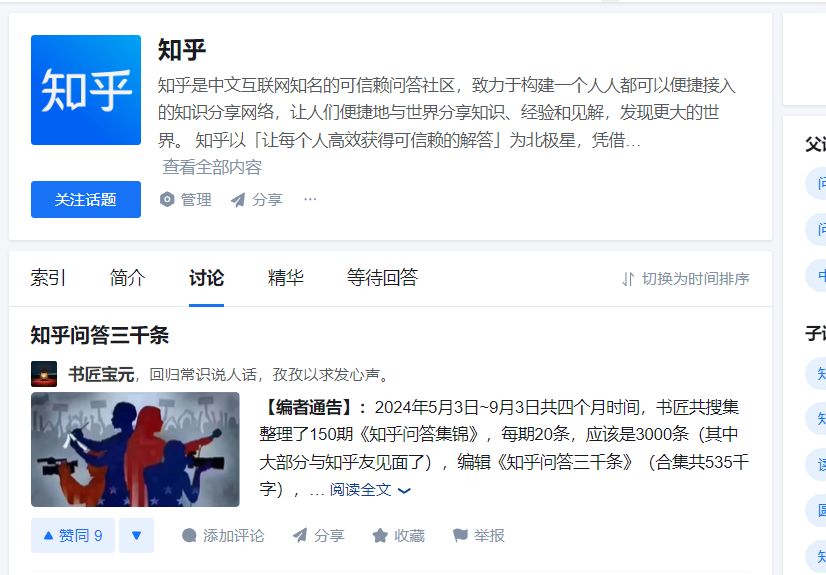 知乎
知乎
知乎是中文互联网知名的可信赖问答社区，致力于构建一个人人都可以便捷接入
的知识分享网络，让人们便捷地与世界分享知识、经验和见解，发现更大的世
界。 知乎以「让每个人高效获得可信赖的解答」为北极星，凭借…
查看全部内容
关注话题 管理 分享 ···
索引 简介 讨论 精华 等待回答 切换为时间排序
知乎问答三千条
书匠宝元，回归常识说人话，孜孜以求发心声。
【编者通告】：2024年5月3日~9月3日共四个月时间，书匠共搜集
整理了150期《知乎问答集锦》，每期20条，应该是3000条（其中
大部分与知乎友见面了），编辑《知乎问答三千条》（合集共535千
字），… 阅读全文
赞同 9 添加评论 分享 收藏 举报
父
问
问
中
子
知
知
读
知